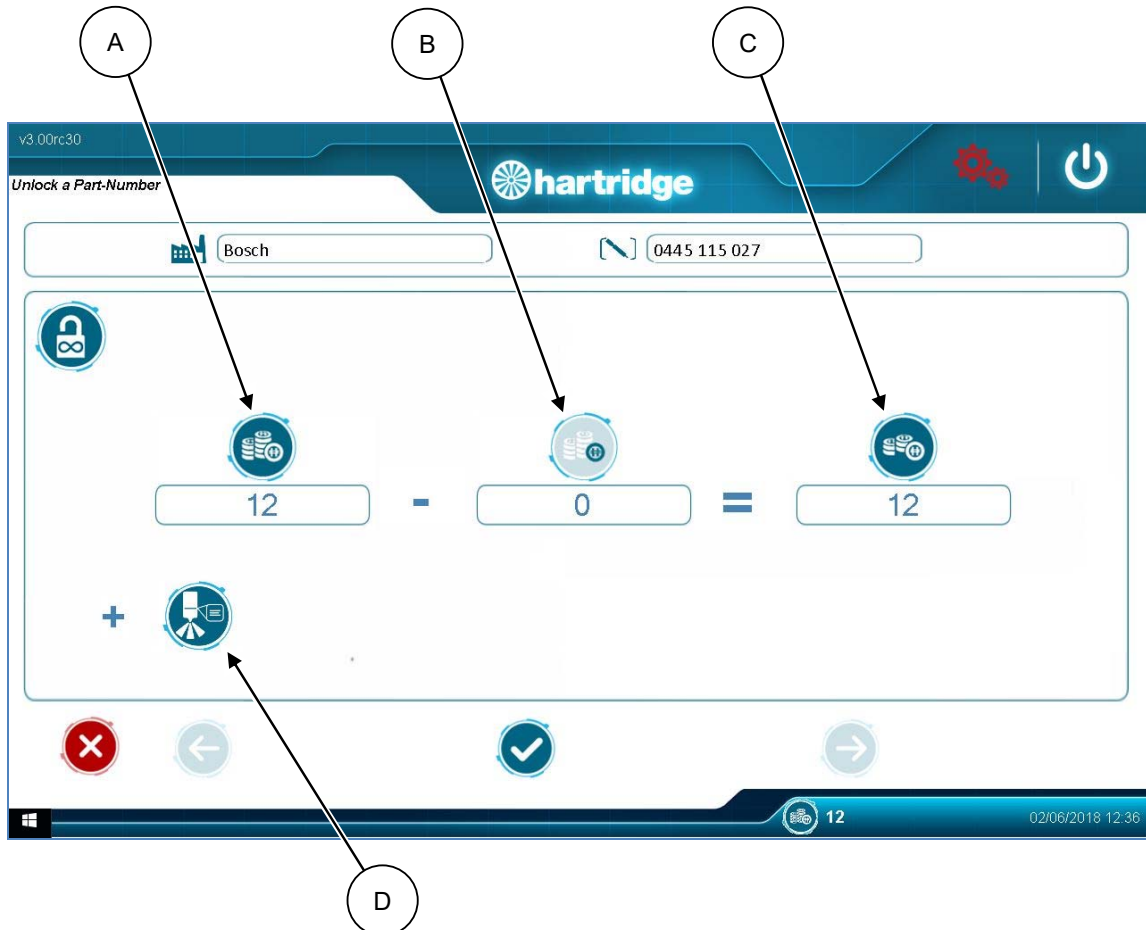 A
B
C
v3.00rc30
Unlock a Part-Number
hartridge
Bosch
0445 115 027
12 - 0 = 12
+
12
02/06/2018 12:36
D